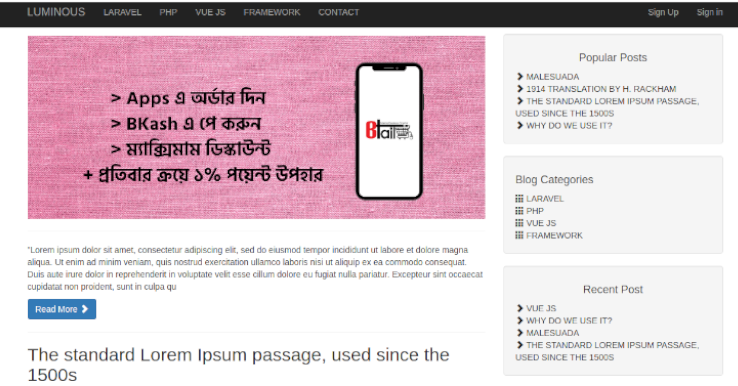 LUMINOUS LARAVEL PHP VUE JS FRAMEWORK CONTACT Sign Up Sign in
> Apps এ অর্ডার দিন
> BKash এ পে করুন
> ম্যাক্সিমাম ডিস্কাউন্ট
+ প্রতিবার ক্রয়ে ১% পয়েন্ট উপহার
"Lorem ipsum dolor sit amet, consectetur adipiscing elit, sed do eiusmod tempor incididunt ut labore et dolore magna
aliqua. Ut enim ad minim veniam, quis nostrud exercitation ullamco laboris nisi ut aliquip ex ea commodo consequat.
Duis aute irure dolor in reprehenderit in voluptate velit esse cillum dolore eu fugiat nulla pariatur. Excepteur sint occaecat
cupidatat non proident, sunt in culpa qu
Read More
The standard Lorem Ipsum passage, used since the
1500s
Popular Posts
MALESUADA
1914 TRANSLATION BY H. RACKHAM
THE STANDARD LOREM IPSUM PASSAGE,
USED SINCE THE 1500S
WHY DO WE USE IT?
Blog Categories
LARAVEL
PHP
VUE JS
FRAMEWORK
Recent Post
VUE JS
WHY DO WE USE IT?
MALESUADA
THE STANDARD LOREM IPSUM PASSAGE,
USED SINCE THE 1500S